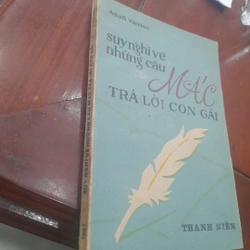 suy nghĩ về
những câu
MÁC
TRẢ LỜI CON GÁI
THANH NIÊN